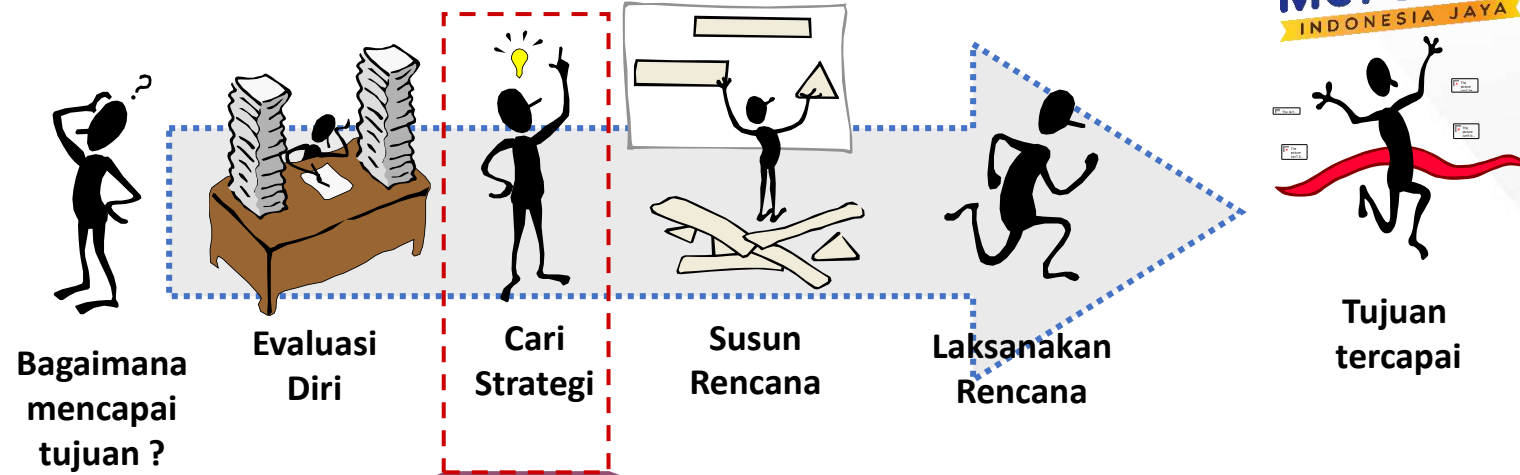 INDONESIA JAYA
?
Bagaimana
mencapai
tujuan ?
Evaluasi
Diri
Cari
Strategi
Susun
Rencana
Laksanakan
Rencana
Tujuan
tercapai